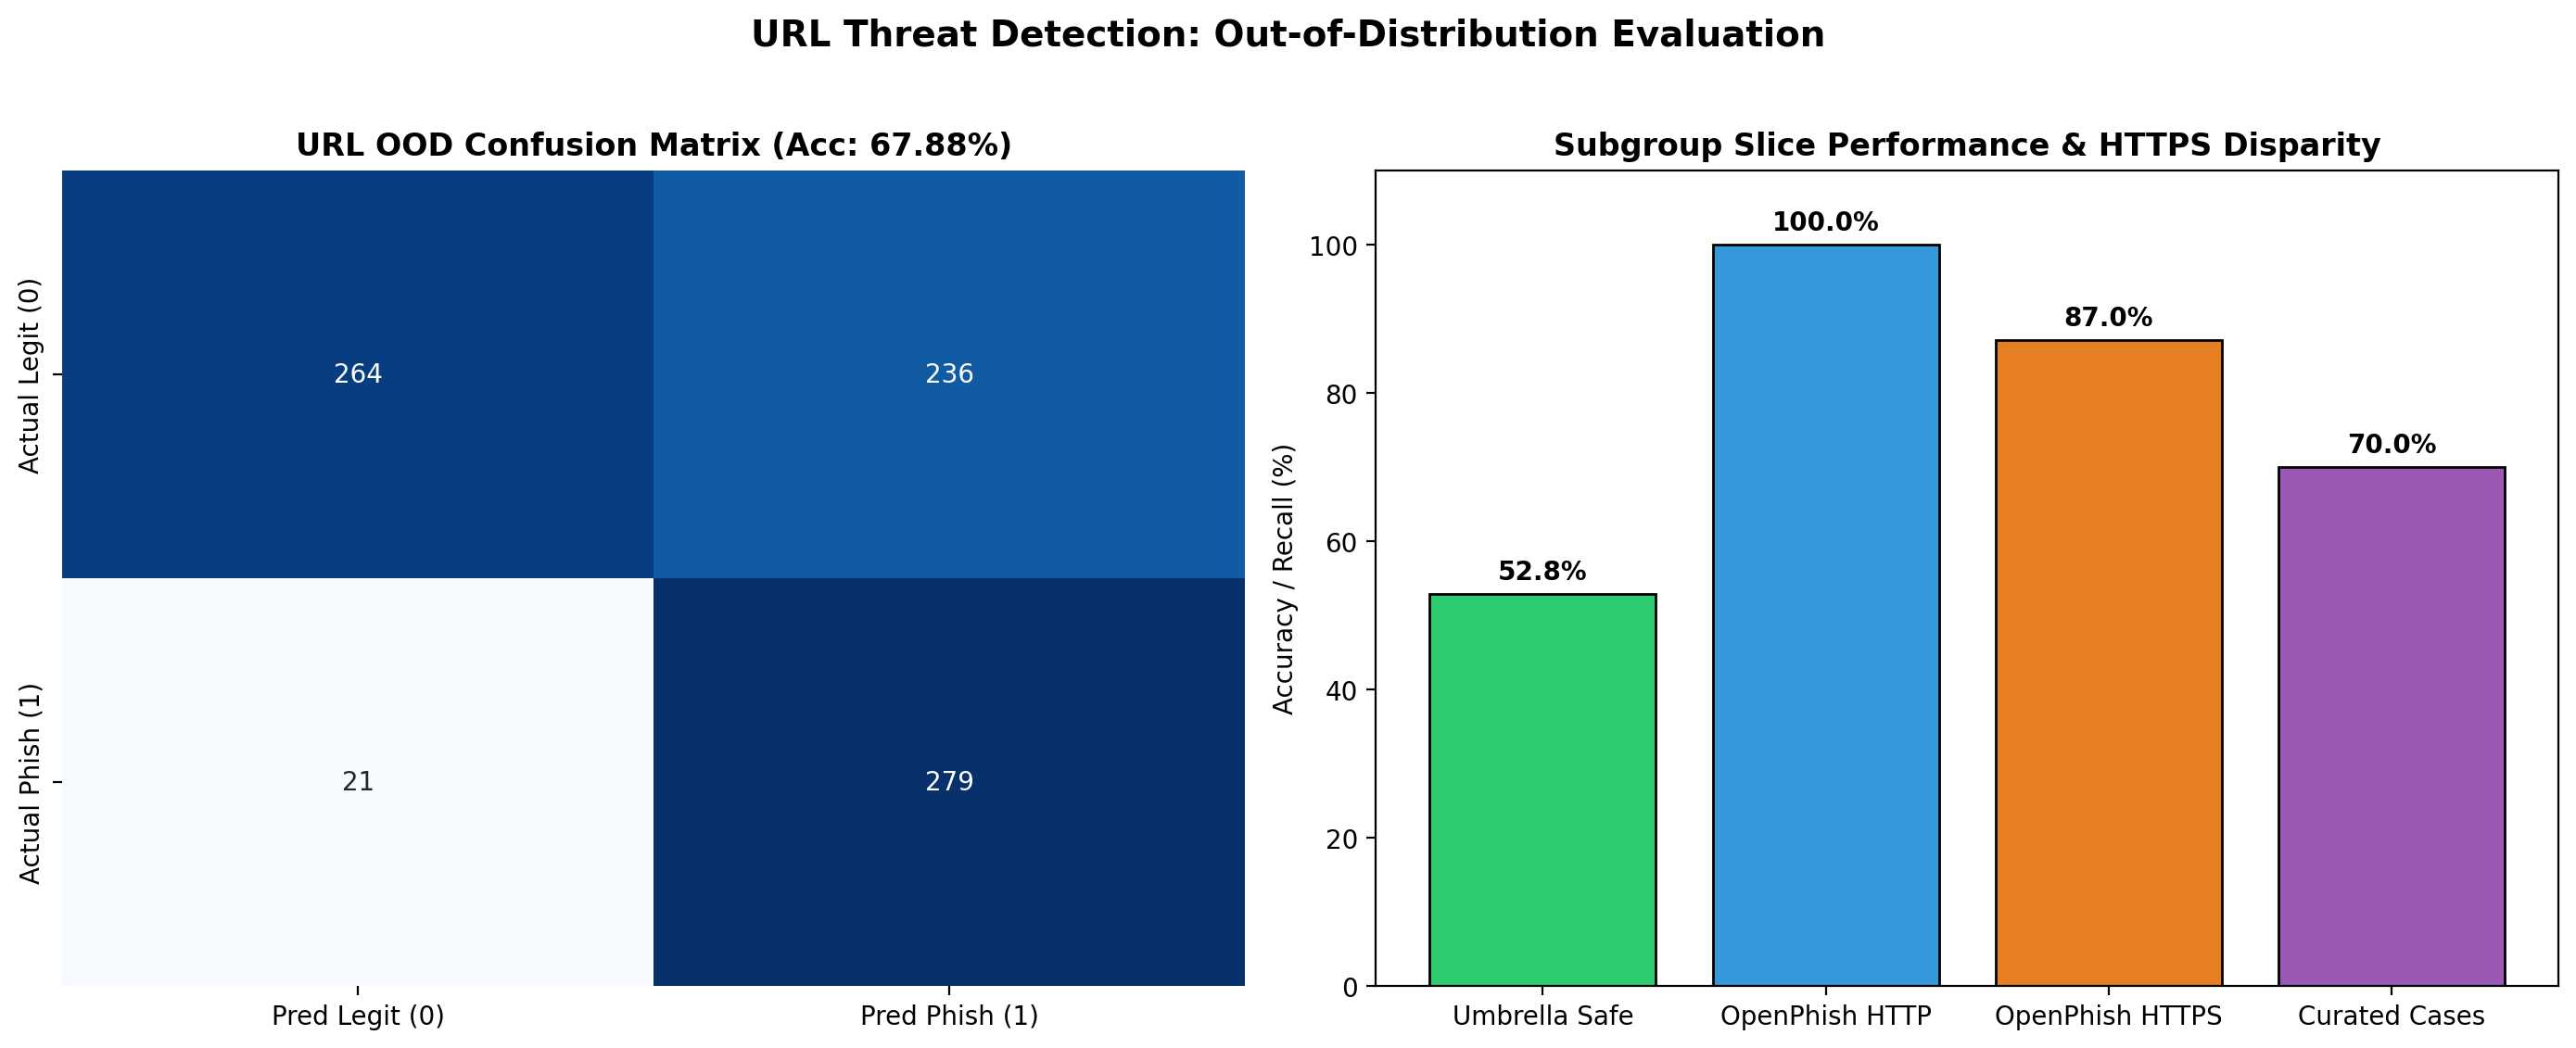 URL Threat Detection: Out-of-Distribution Evaluation
URL OOD Confusion Matrix (Acc: 67.88%)
Actual Legit (0)
Actual Phish (1)
264
236
21
279
Pred Legit (0)
Pred Phish (1)
Subgroup Slice Performance & HTTPS Disparity
Accuracy / Recall (%)
100
80
60
40
20
0
52.8%
100.0%
87.0%
70.0%
Umbrella Safe
OpenPhish HTTP
OpenPhish HTTPS
Curated Cases